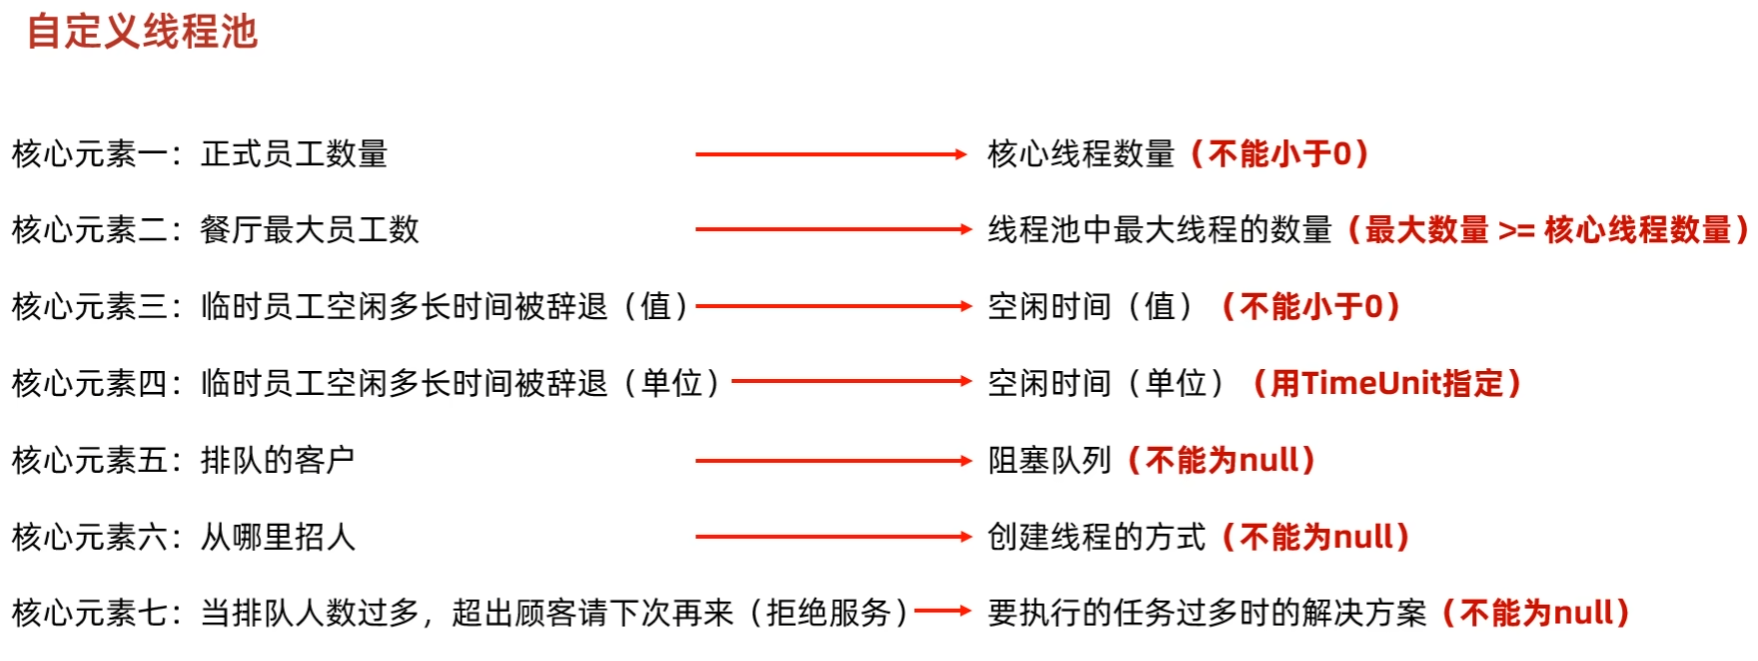 自定义线程池
核心元素一：正式员工数量 核心线程数量（不能小于0）
核心元素二：餐厅最大员工数 线程池中最大线程的数量（最大数量 >= 核心线程数量）
核心元素三：临时员工空闲多长时间被辞退（值） 空闲时间（值）（不能小于0）
核心元素四：临时员工空闲多长时间被辞退（单位） 空闲时间（单位）（用TimeUnit指定）
核心元素五：排队的客户 阻塞队列（不能为null）
核心元素六：从哪里招人 创建线程的方式（不能为null）
核心元素七：当排队人数过多，超出顾客请下次再来（拒绝服务） 要执行的任务过多时的解决方案（不能为null）